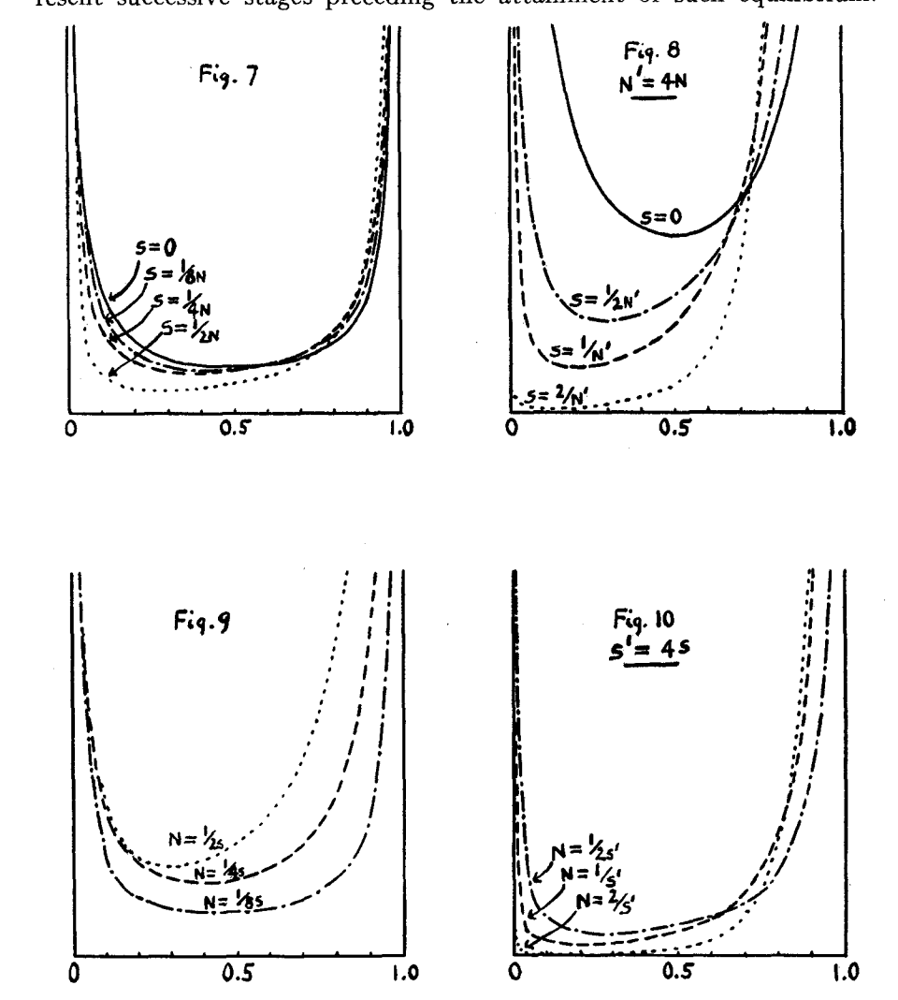 resent successive stages preceding the attainment of such equilibrium.
Fig. 7
s=0
s=1/8N
s=1/4N
s=1/2N
0 0.5 1.0
Fig. 8
N'=4N
s=0
s=1/2N'
s=1/N'
s=2/N'
0 0.5 1.0
Fig. 9
N=1/2s
N=1/4s
N=1/8s
0 0.5 1.0
Fig. 10
s'=4s
N=1/2s'
N=1/s'
N=2/s'
0 0.5 1.0